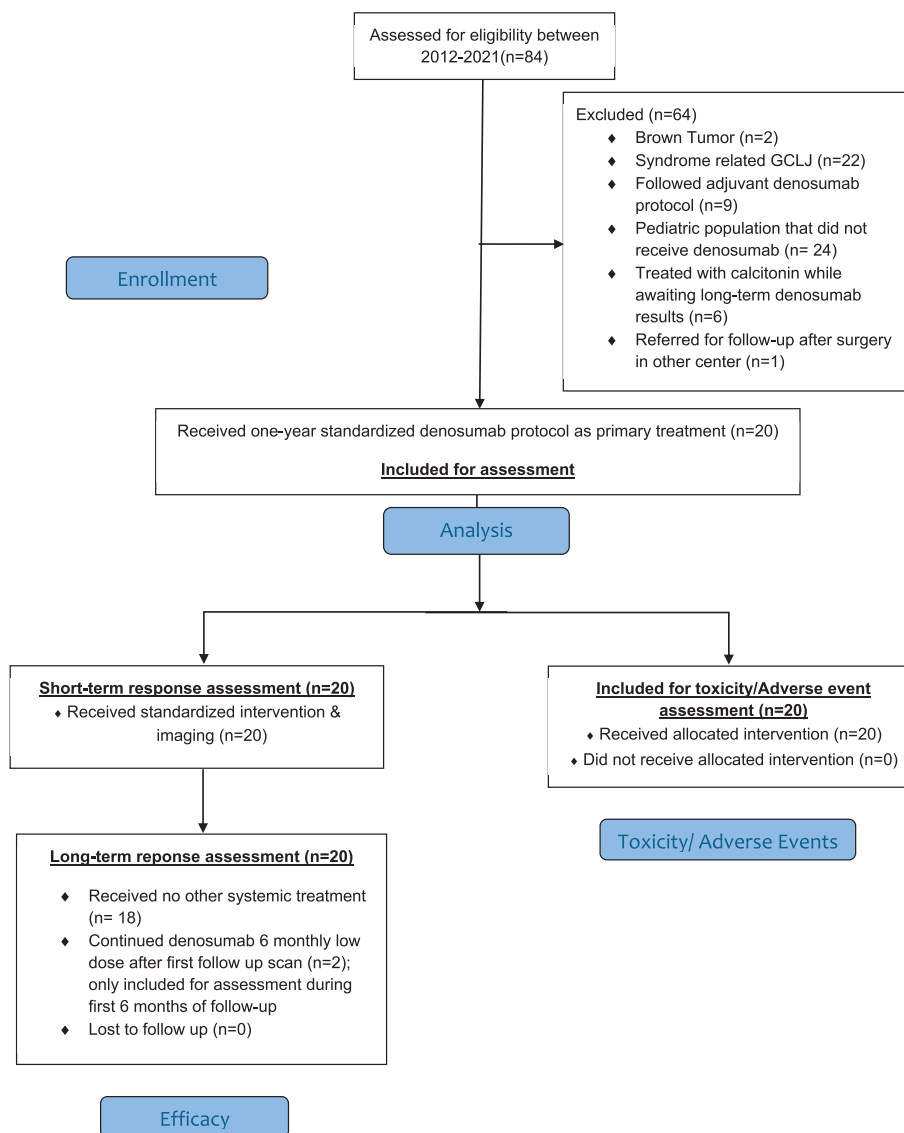 Assessed for eligibility between
2012-2021(n=84)
Excluded (n=64)
♦ Brown Tumor (n=2)
♦ Syndrome related GCLJ (n=22)
♦ Followed adjuvant denosumab
protocol (n=9)
♦ Pediatric population that did not
receive denosumab (n= 24)
♦ Treated with calcitonin while
awaiting long-term denosumab
results (n=6)
♦ Referred for follow-up after surgery
in other center (n=1)
Enrollment
Received one-year standardized denosumab protocol as primary treatment (n=20)
Included for assessment
Analysis
Short-term response assessment (n=20)
♦ Received standardized intervention &
imaging (n=20)
Included for toxicity/Adverse event
assessment (n=20)
♦ Received allocated intervention (n=20)
♦ Did not receive allocated intervention (n=0)
Toxicity/ Adverse Events
Long-term reponse assessment (n=20)
♦ Received no other systemic treatment
(n= 18)
♦ Continued denosumab 6 monthly low
dose after first follow up scan (n=2);
only included for assessment during
first 6 months of follow-up
♦ Lost to follow up (n=0)
Efficacy